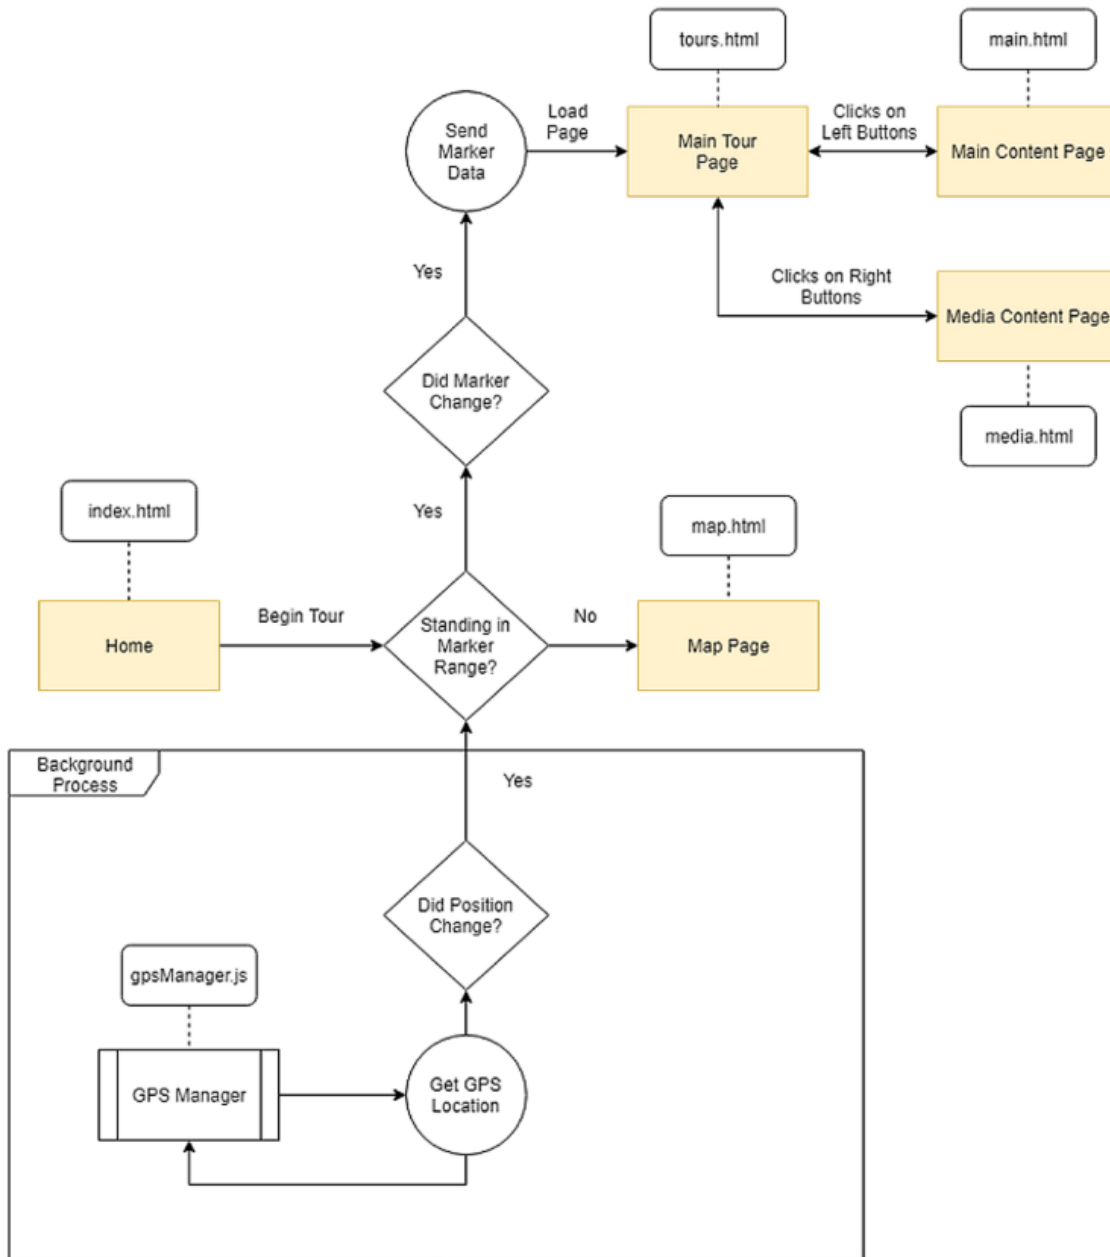 tours.html
main.html
Send
Marker
Data
Load
Page
Main Tour
Page
Clicks on
Left Buttons
Main Content Page
Yes
Clicks on Right
Buttons
Media Content Page
Did Marker
Change?
media.html
index.html
Yes
map.html
Home
Begin Tour
Standing in
Marker
Range?
No
Map Page
Background
Process
Yes
Did Position
Change?
gpsManager.js
GPS Manager
Get GPS
Location